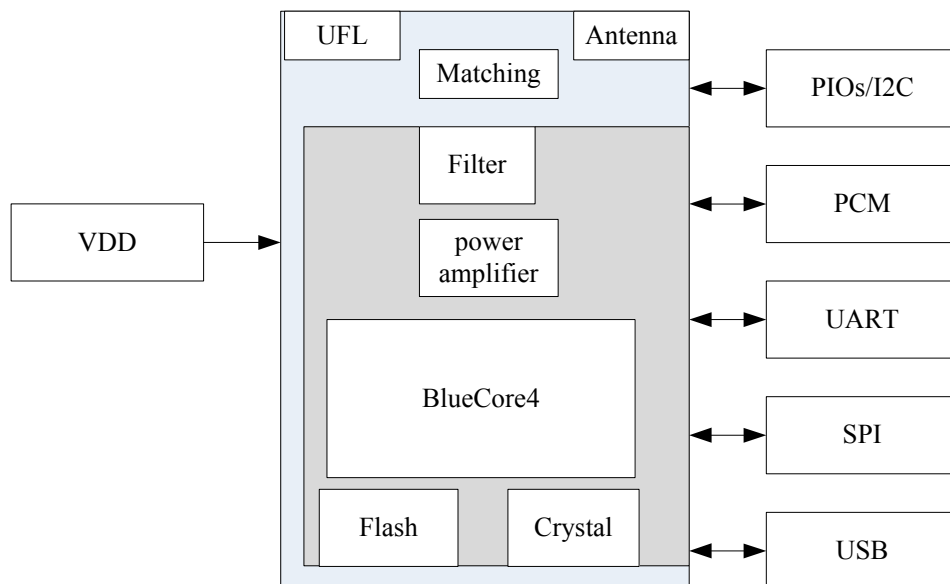 UFL
Antenna
Matching
PIOs/I2C
Filter
PCM
VDD
power
amplifier
UART
BlueCore4
SPI
Flash
Crystal
USB